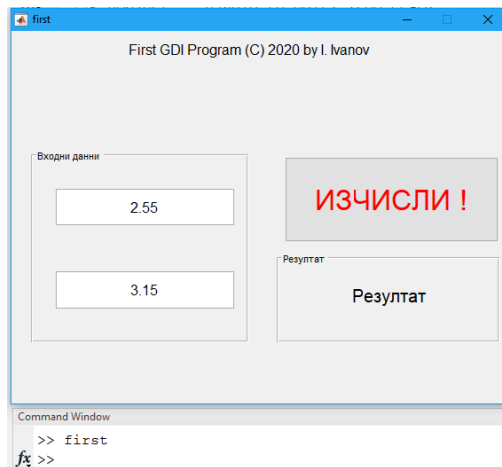 first
First GDI Program (C) 2020 by I. Ivanov
Входни данни
2.55
ИЗЧИСЛИ !
3.15
Резултат
Резултат
Command Window
>> first
fx >>